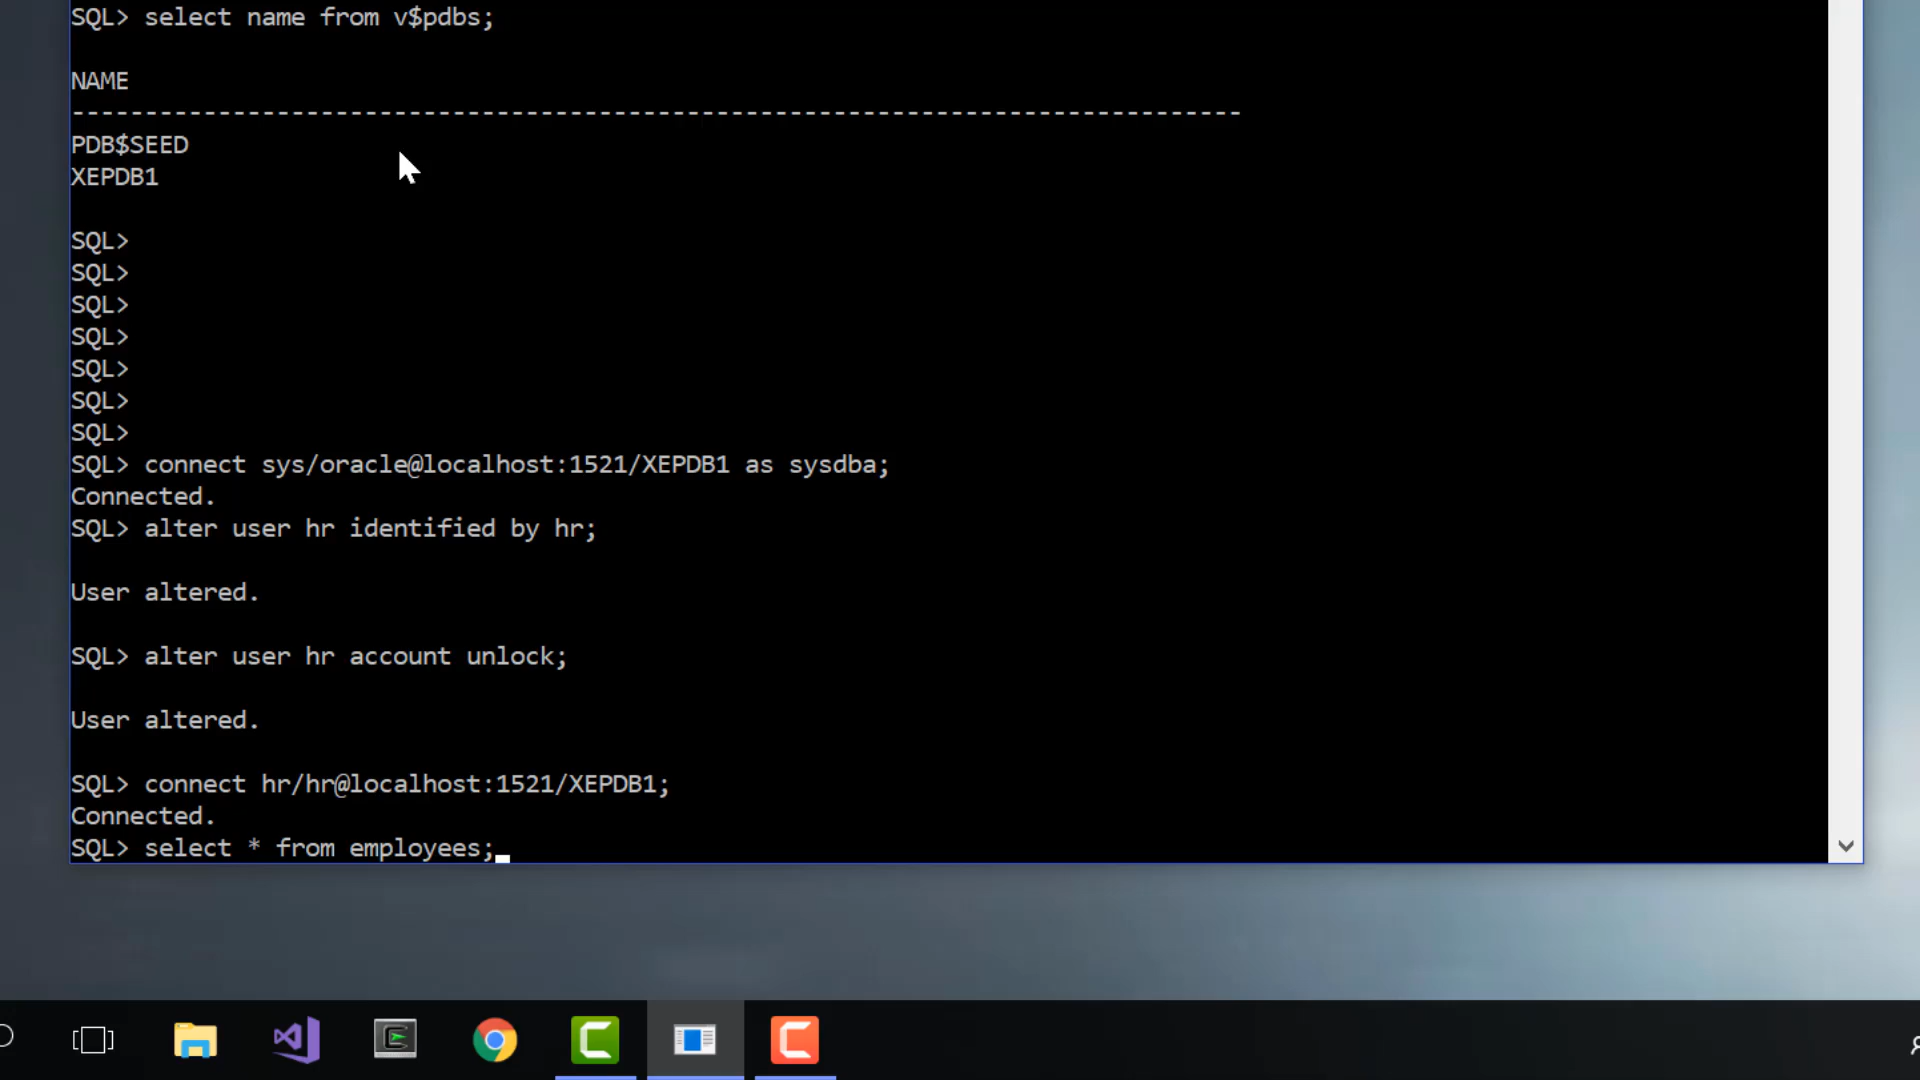 SQL> select name from v$pdbs;
NAME
--------------------------------------------------------------------------------
PDB$SEED
XEPDB1
SQL>
SQL>
SQL>
SQL>
SQL>
SQL>
SQL>
SQL> connect sys/oracle@localhost:1521/XEPDB1 as sysdba;
Connected.
SQL> alter user hr identified by hr;
User altered.
SQL> alter user hr account unlock;
User altered.
SQL> connect hr/hr@localhost:1521/XEPDB1;
Connected.
SQL> select * from employees;